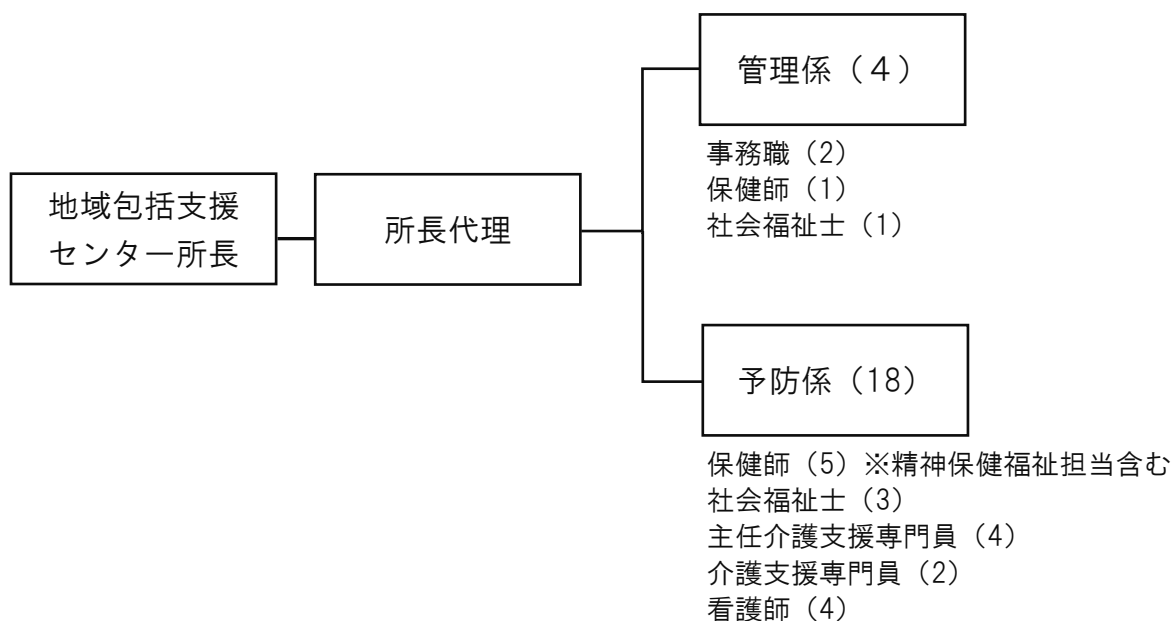 地域包括支援
センター所長
所長代理
管理係（４）
事務職（2）
保健師（1）
社会福祉士（1）
予防係（18）
保健師（5）※精神保健福祉担当含む
社会福祉士（3）
主任介護支援専門員（4）
介護支援専門員（2）
看護師（4）